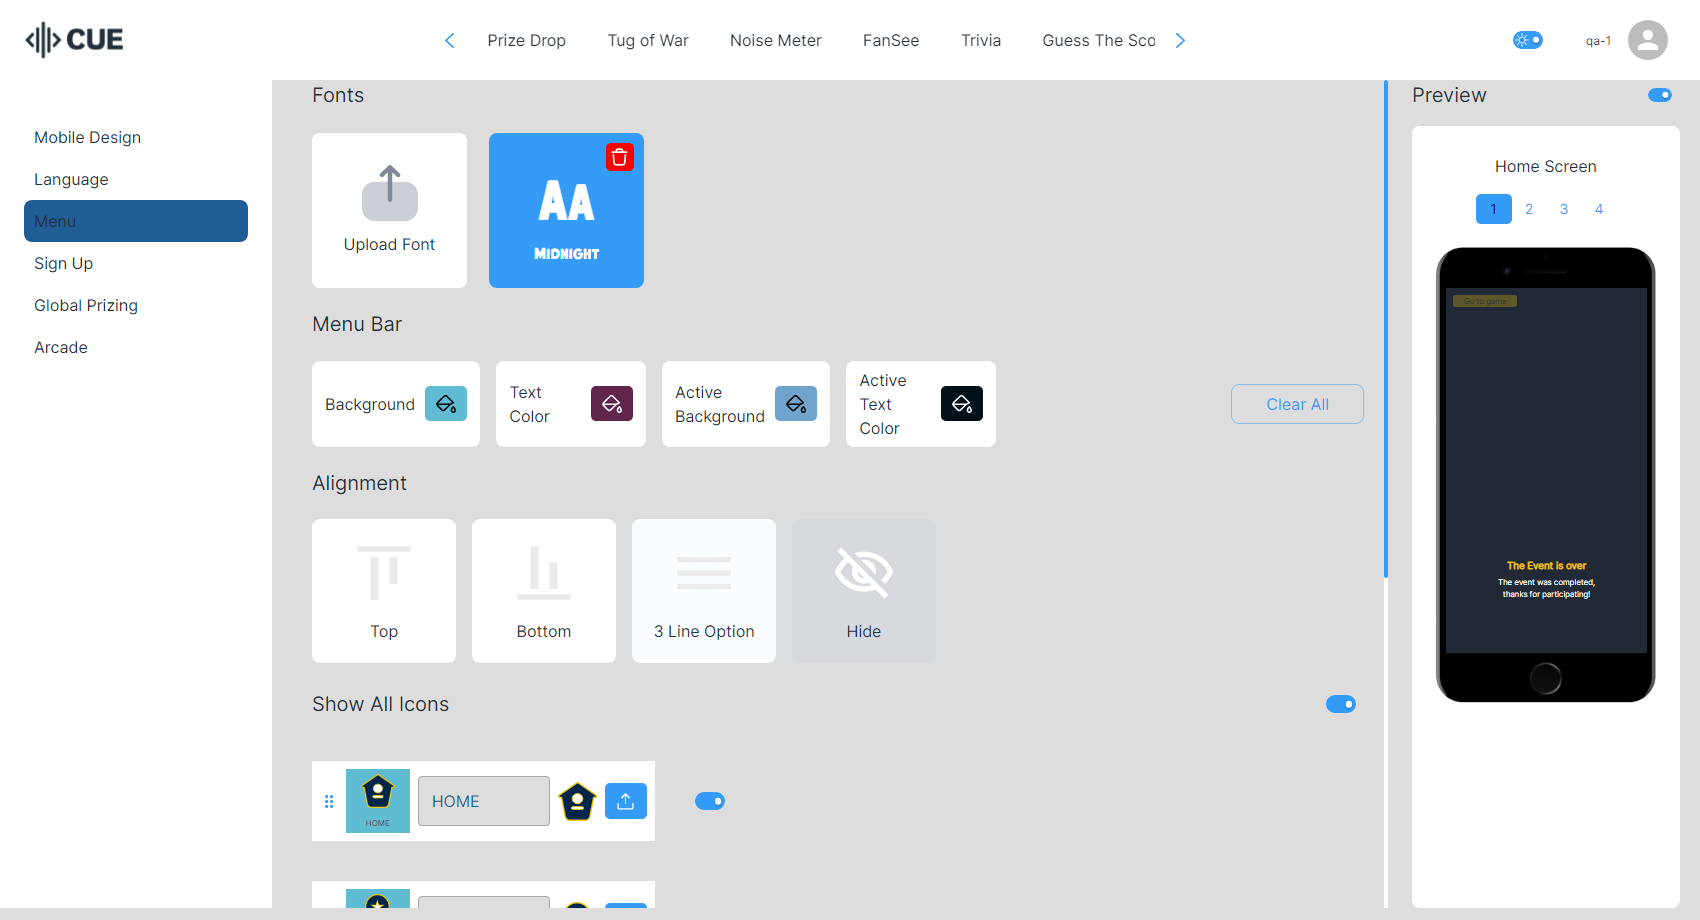 CUE
Prize Drop
Tug of War
Noise Meter
FanSee
Trivia
Guess The Sco
qa-1
Mobile Design
Language
Menu
Sign Up
Global Prizing
Arcade
Fonts
Upload Font
AA
MIDNIGHT
Menu Bar
Background
Text
Color
Active
Background
Active
Text
Color
Clear All
Alignment
Top
Bottom
3 Line Option
Hide
Show All Icons
HOME
HOME
Preview
Home Screen
1
2
3
4
Go to game
The Event is over
The event was completed,
thanks for participating!